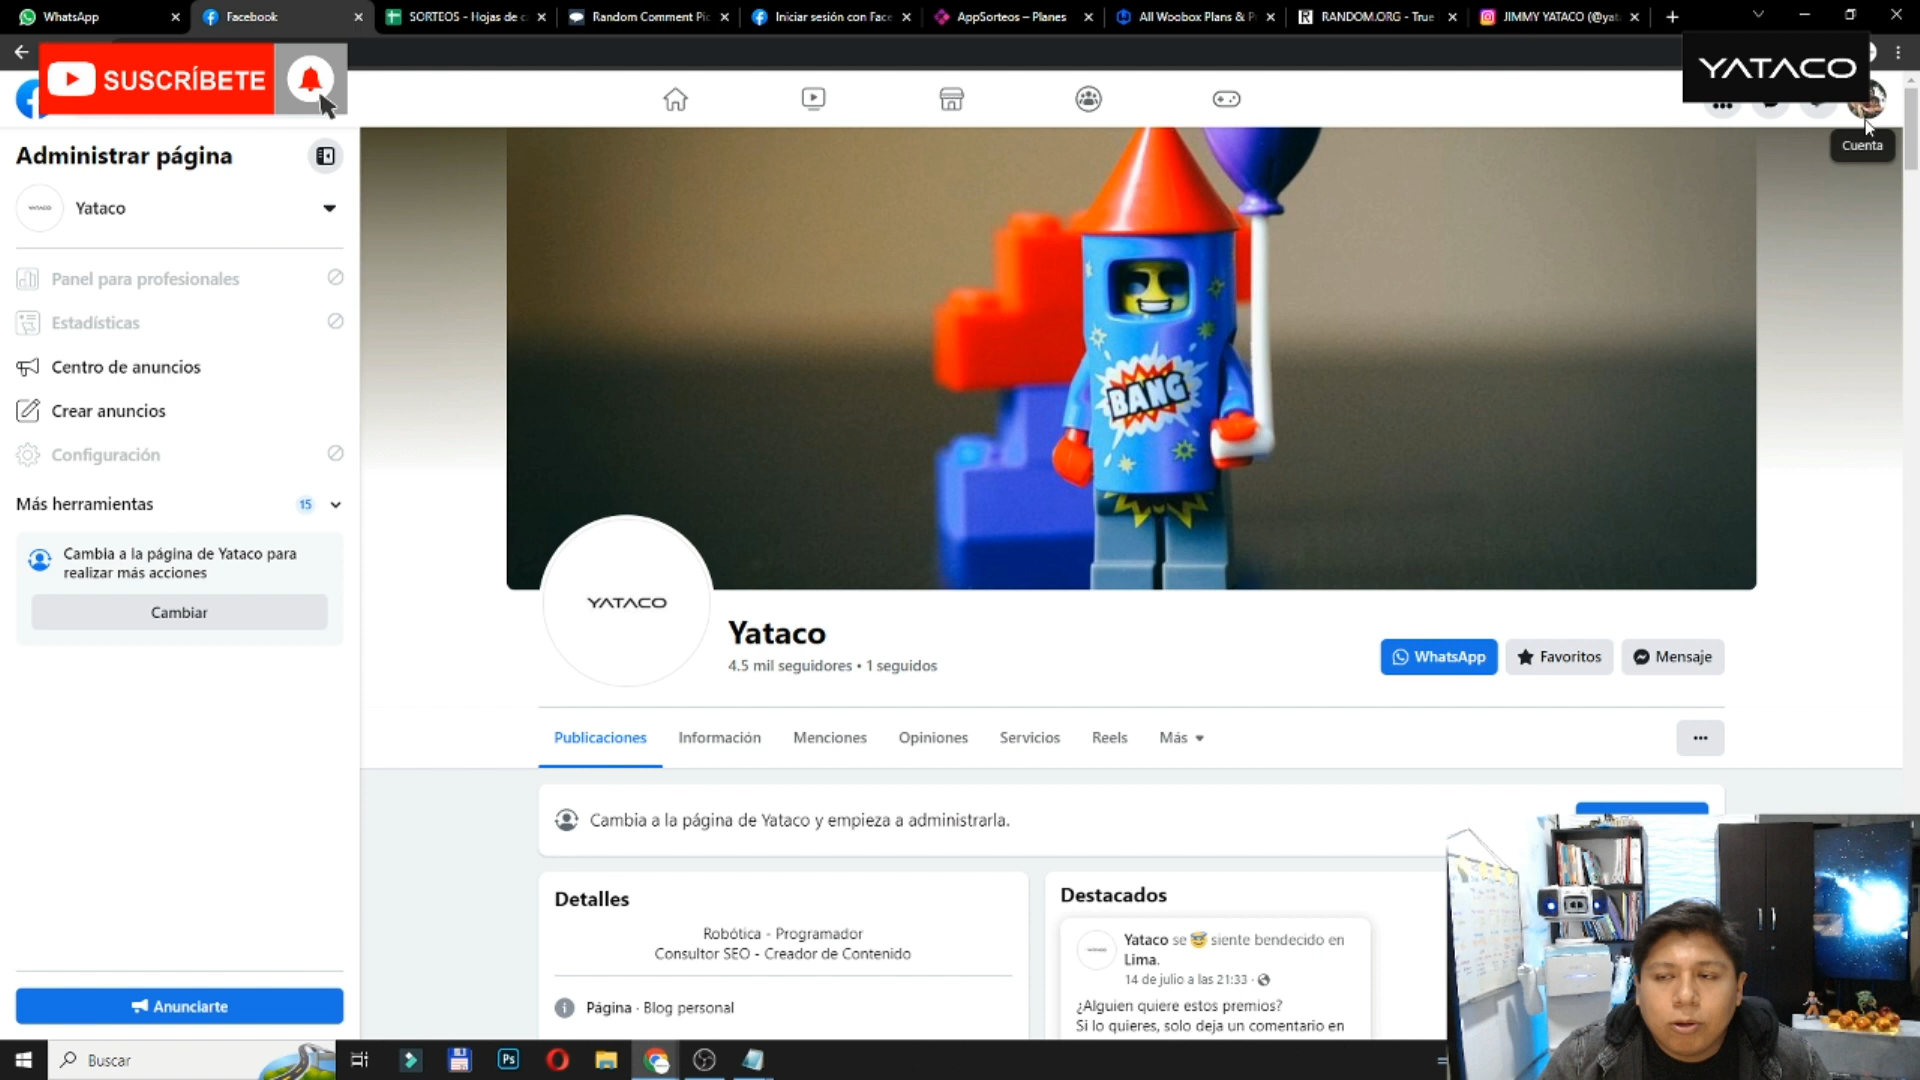 WhatsApp
Facebook
SORTEOS - Hojas de c
Random Comment Pic
Iniciar sesión con Face
AppSorteos – Planes
All Woobox Plans & P
RANDOM.ORG - True
JIMMY YATACO (@yat
SUSCRÍBETE
YATACO
Cuenta
Administrar página
YATACO
Yataco
Panel para profesionales
Estadísticas
Centro de anuncios
Crear anuncios
Configuración
Más herramientas
15
Cambia a la página de Yataco para
realizar más acciones
Cambiar
Anunciarte
BANG
YATACO
Yataco
4.5 mil seguidores • 1 seguidos
WhatsApp
Favoritos
Mensaje
Publicaciones
Información
Menciones
Opiniones
Servicios
Reels
Más
Cambia a la página de Yataco y empieza a administrarla.
Detalles
Robótica - Programador
Consultor SEO - Creador de Contenido
Página · Blog personal
Destacados
Yataco se 😇 siente bendecido en
Lima.
14 de julio a las 21:33 ·
¿Alguien quiere estos premios?
Si lo quieres, solo deja un comentario en
Buscar
Ps